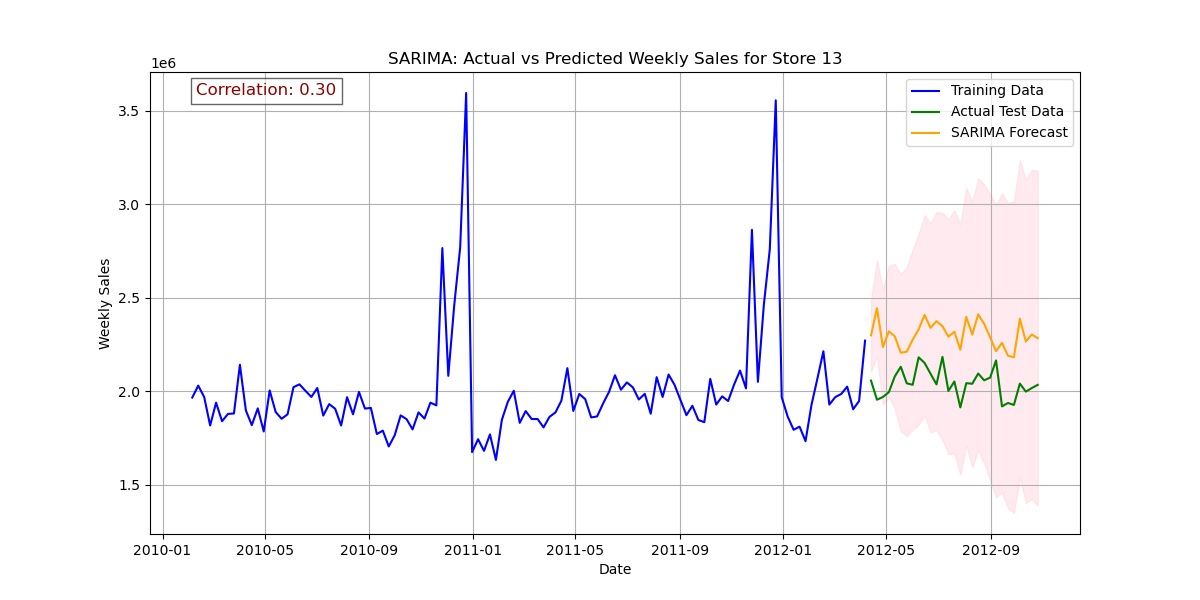 SARIMA: Actual vs Predicted Weekly Sales for Store 13
1e6
Correlation: 0.30
Training Data
Actual Test Data
SARIMA Forecast
3.5
3.0
2.5
2.0
1.5
Weekly Sales
2010-01 2010-05 2010-09 2011-01 2011-05 2011-09 2012-01 2012-05 2012-09
Date